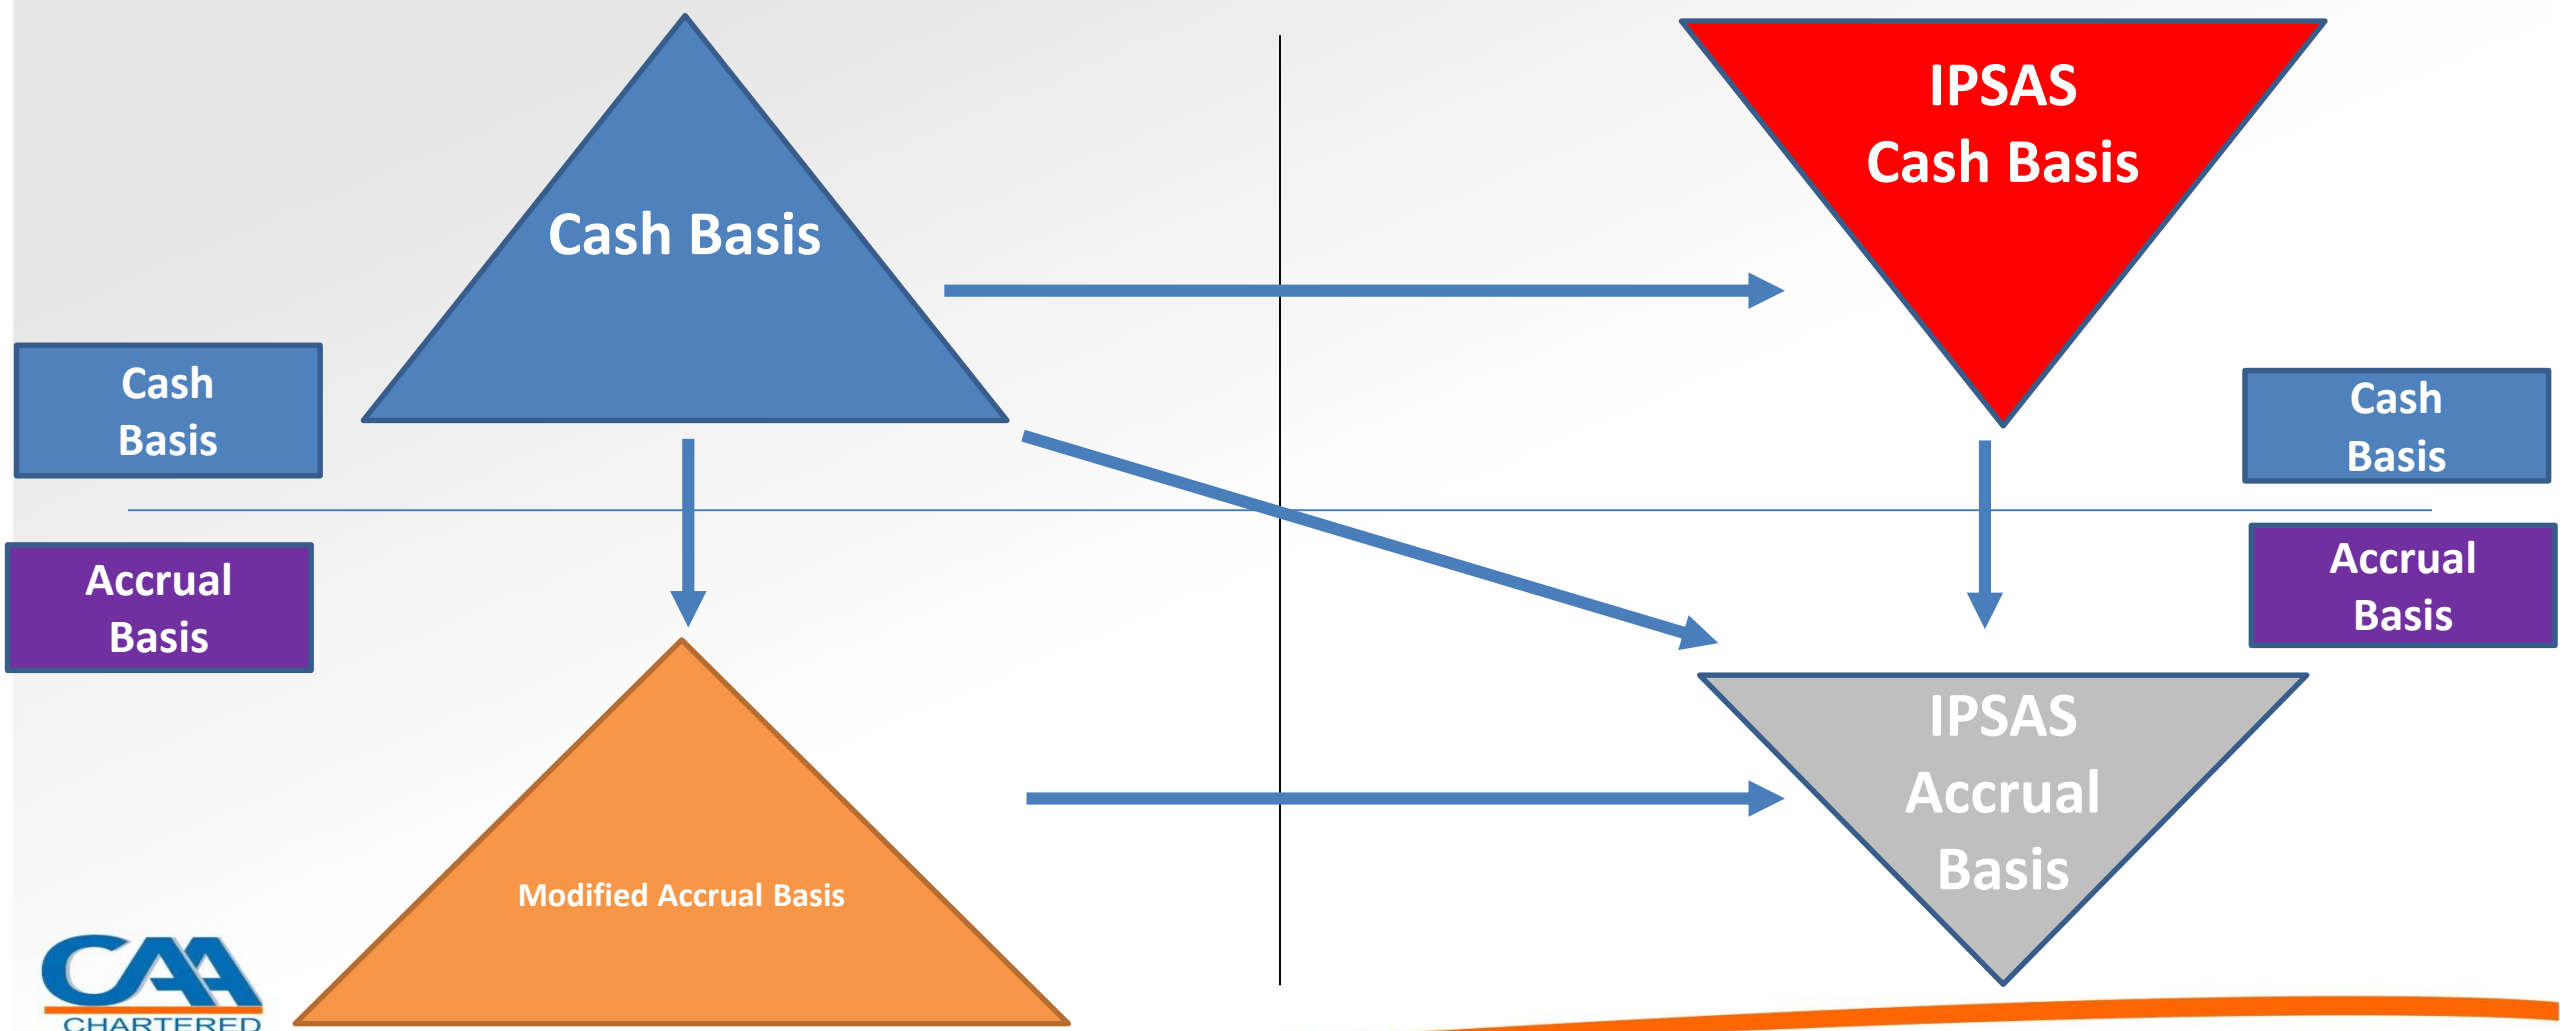 IPSAS
Cash Basis
Cash Basis
Cash
Basis
Cash
Basis
Accrual
Basis
Accrual
Basis
IPSAS
Accrual
Basis
Modified Accrual Basis
CAA
CHARTERED